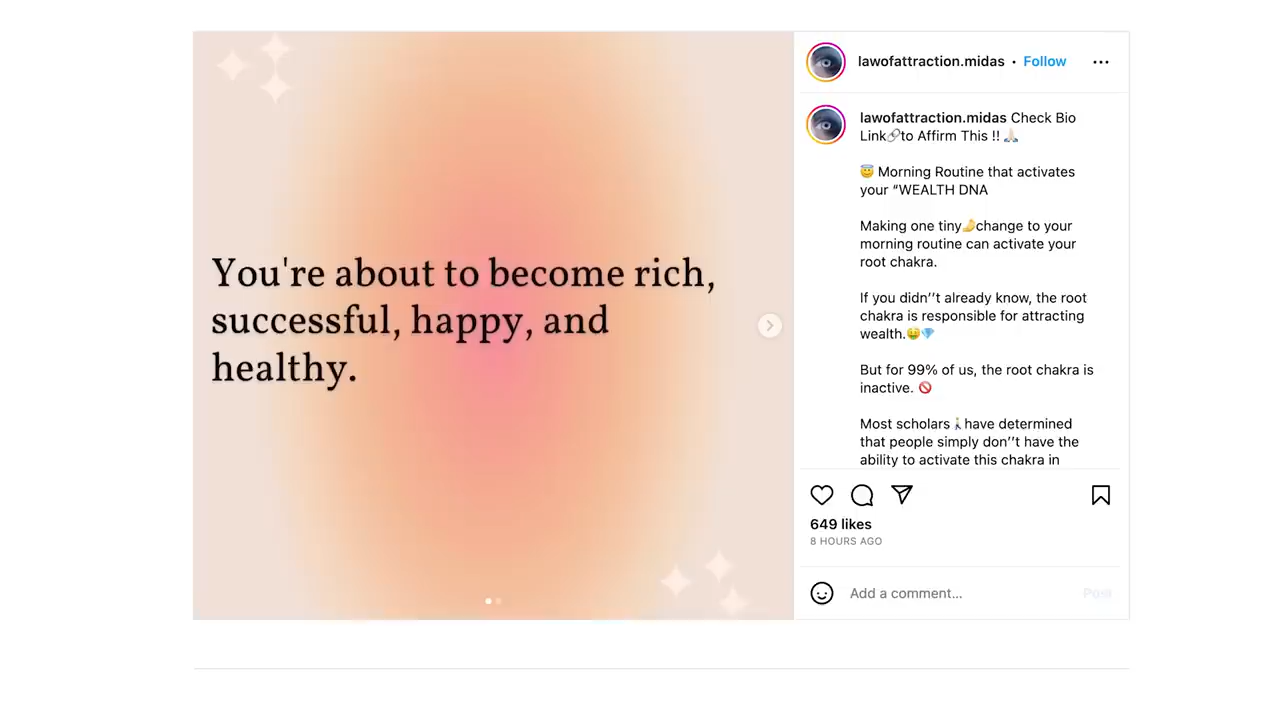 You're about to become rich,
successful, happy, and
healthy.
lawofattraction.midas • Follow
lawofattraction.midas Check Bio
Link🔗to Affirm This !! 🙏🏻
😇 Morning Routine that activates
your “WEALTH DNA
Making one tiny🤌change to your
morning routine can activate your
root chakra.
If you didn’’t already know, the root
chakra is responsible for attracting
wealth.🤑💎
But for 99% of us, the root chakra is
inactive. 🚫
Most scholars🚶‍♂️have determined
that people simply don’’t have the
ability to activate this chakra in
649 likes
8 HOURS AGO
Add a comment...
Post